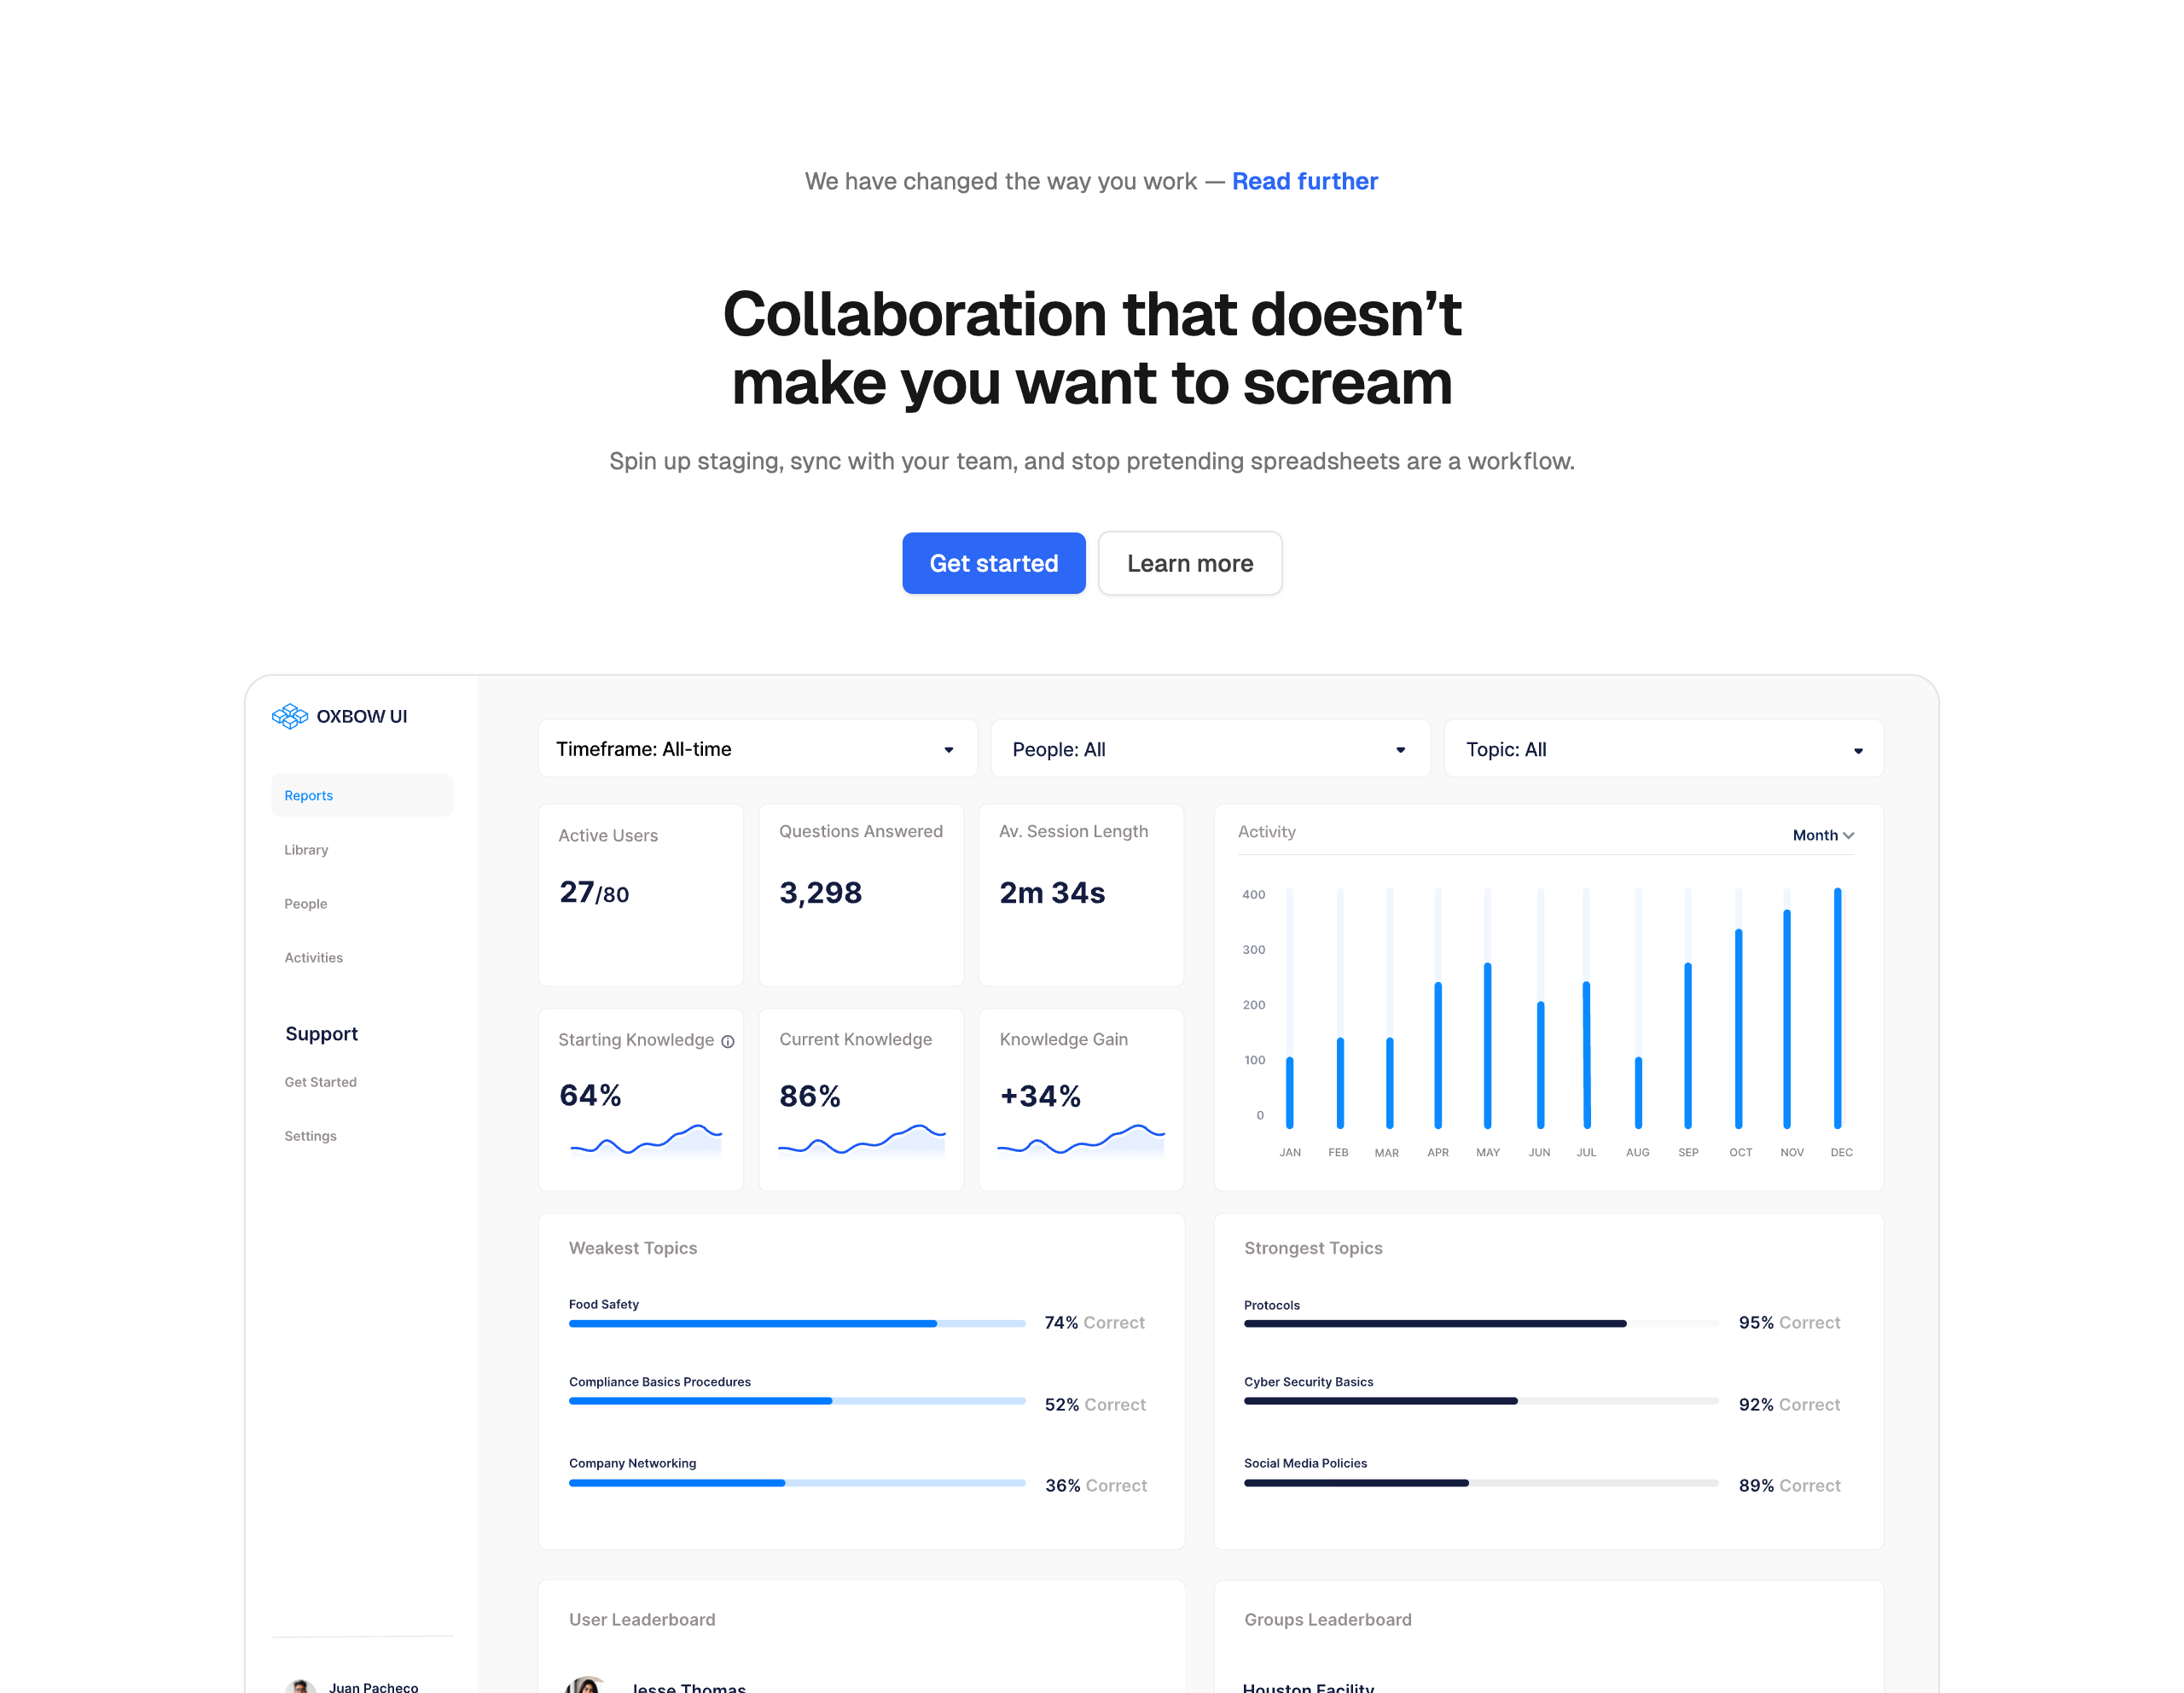 We have changed the way you work — Read further
Collaboration that doesn’t
make you want to scream
Spin up staging, sync with your team, and stop pretending spreadsheets are a workflow.
Get started
Learn more
OXBOW UI
Reports
Library
People
Activities
Support
Get Started
Settings
Juan Pacheco
Timeframe: All-time
People: All
Topic: All
Active Users
27/80
Questions Answered
3,298
Av. Session Length
2m 34s
Starting Knowledge
64%
Current Knowledge
86%
Knowledge Gain
+34%
Activity
Month
400
300
200
100
0
JAN FEB MAR APR MAY JUN JUL AUG SEP OCT NOV DEC
Weakest Topics
Food Safety
74% Correct
Compliance Basics Procedures
52% Correct
Company Networking
36% Correct
Strongest Topics
Protocols
95% Correct
Cyber Security Basics
92% Correct
Social Media Policies
89% Correct
User Leaderboard
Jesse Thomas
Groups Leaderboard
Houston Facility